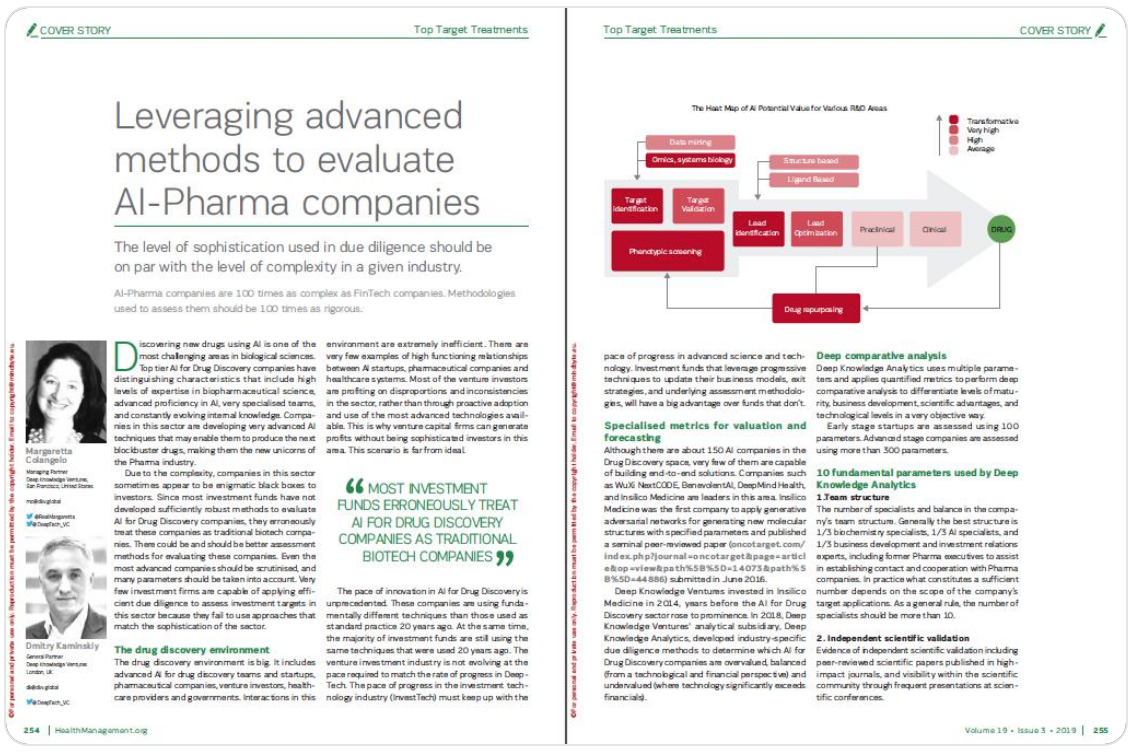 COVER STORY
Top Target Treatments
Leveraging advanced
methods to evaluate
AI-Pharma companies
The level of sophistication used in due diligence should be
on par with the level of complexity in a given industry.
AI-Pharma companies are 100 times as complex as FinTech companies. Methodologies
used to assess them should be 100 times as rigorous.
©For personal and private use only. Reproduction must be permitted by the copyright holder. Email to copyright@mindbyte.eu.
Margaretta
Colangelo
Managing Partner
Deep Knowledge Ventures,
San Francisco, United States
@RealMargaretta
@DeepTech_VC
Dmitry Kaminskiy
General Partner
Deep Knowledge Ventures
London, UK
@DeepTech_VC
Discovering new drugs using AI is one of the
most challenging areas in biological sciences.
Top tier AI for Drug Discovery companies have
distinguishing characteristics that include high
levels of expertise in biopharmaceutical science,
advanced proficiency in AI, very specialised teams,
and constantly evolving internal knowledge. Compa-
nies in this sector are developing very advanced AI
techniques that may enable them to produce the next
blockbuster drugs, making them the new unicorns of
the Pharma industry.
Due to the complexity, companies in this sector
sometimes appear to be enigmatic black boxes to
investors. Since most investment funds have not
developed sufficiently robust methods to evaluate
AI for Drug Discovery companies, they erroneously
treat these companies as traditional biotech compa-
nies. There could be and should be better assessment
methods for evaluating these companies. Even the
most advanced companies should be scrutinised, and
many parameters should be taken into account. Very
few investment firms are capable of applying effi-
cient due diligence to assess investment targets in
this sector because they fail to use approaches that
match the sophistication of the sector.
The drug discovery environment
The drug discovery environment is big. It includes
advanced AI for drug discovery teams and startups,
pharmaceutical companies, venture investors, health-
care providers and governments. Interactions in this
environment are extremely inefficient. There are
very few examples of high functioning relationships
between AI startups, pharmaceutical companies and
healthcare systems. Most of the venture investors
are profiting on disproportions and inconsistencies
in the sector, rather than through proactive adoption
and use of the most advanced technologies avail-
able. This is why venture capital firms can generate
profits without being sophisticated investors in this
area. This scenario is far from ideal.
“ MOST INVESTMENT
FUNDS ERRONEOUSLY TREAT
AI FOR DRUG DISCOVERY
COMPANIES AS TRADITIONAL
BIOTECH COMPANIES ”
The pace of innovation in AI for Drug Discovery is
unprecedented. These companies are using funda-
mentally different techniques than those used as
standard practice 20 years ago. At the same time,
the majority of investment funds are still using the
same techniques that were used 20 years ago. The
venture investment industry is not evolving at the
pace required to match the rate of progress in Deep-
Tech. The pace of progress in the investment tech-
nology industry (InvestTech) must keep up with the
254 | HealthManagement.org
Top Target Treatments
COVER STORY
The Heat Map of AI Potential Value for Various R&D Areas
Transformative
Very high
High
Average
Data mining
Omics, systems biology
Structure based
Ligand Based
Target
Identification
Target
Validation
Lead
Identification
Lead
Optimization
Preclinical
Clinical
DRUG
Phenotypic screening
Drug repurposing
©For personal and private use only. Reproduction must be permitted by the copyright holder. Email to copyright@mindbyte.eu.
pace of progress in advanced science and tech-
nology. Investment funds that leverage progressive
techniques to update their business models, exit
strategies, and underlying assessment methodolo-
gies, will have a big advantage over funds that don't.
Specialised metrics for valuation and
forecasting
Although there are about 150 AI companies in the
Drug Discovery space, very few of them are capable
of building end-to-end solutions. Companies such
as WuXi NextCODE, BenevolentAI, DeepMind Health,
and Insilico Medicine are leaders in this area. Insilico
Medicine was the first company to apply generative
adversarial networks for generating new molecular
structures with specified parameters and published
a seminal peer-reviewed paper (oncotarget.com/
index.php?journal=oncotarget&page=articl
e&op=view&path%5B%5D=14073&path%5
B%5D=44886) submitted in June 2016.
Deep Knowledge Ventures invested in Insilico
Medicine in 2014, years before the AI for Drug
Discovery sector rose to prominence. In 2018, Deep
Knowledge Ventures' analytical subsidiary, Deep
Knowledge Analytics, developed industry-specific
due diligence methods to determine which AI for
Drug Discovery companies are overvalued, balanced
(from a technological and financial perspective) and
undervalued (where technology significantly exceeds
financials).
Deep comparative analysis
Deep Knowledge Analytics uses multiple parame-
ters and applies quantified metrics to perform deep
comparative analysis to differentiate levels of matu-
rity, business development, scientific advantages, and
technological levels in a very objective way.
Early stage startups are assessed using 100
parameters. Advanced stage companies are assessed
using more than 300 parameters.
10 fundamental parameters used by Deep
Knowledge Analytics
1.Team structure
The number of specialists and balance in the compa-
ny's team structure. Generally the best structure is
1/3 biochemistry specialists, 1/3 AI specialists, and
1/3 business development and investment relations
experts, including former Pharma executives to assist
in establishing contact and cooperation with Pharma
companies. In practice what constitutes a sufficient
number depends on the scope of the company's
target applications. As a general rule, the number of
specialists should be more than 10.
2. Independent scientific validation
Evidence of independent scientific validation including
peer-reviewed scientific papers published in high-
impact journals, and visibility within the scientific
community through frequent presentations at scien-
tific conferences.
Volume 19 • Issue 3 • 2019 | 255